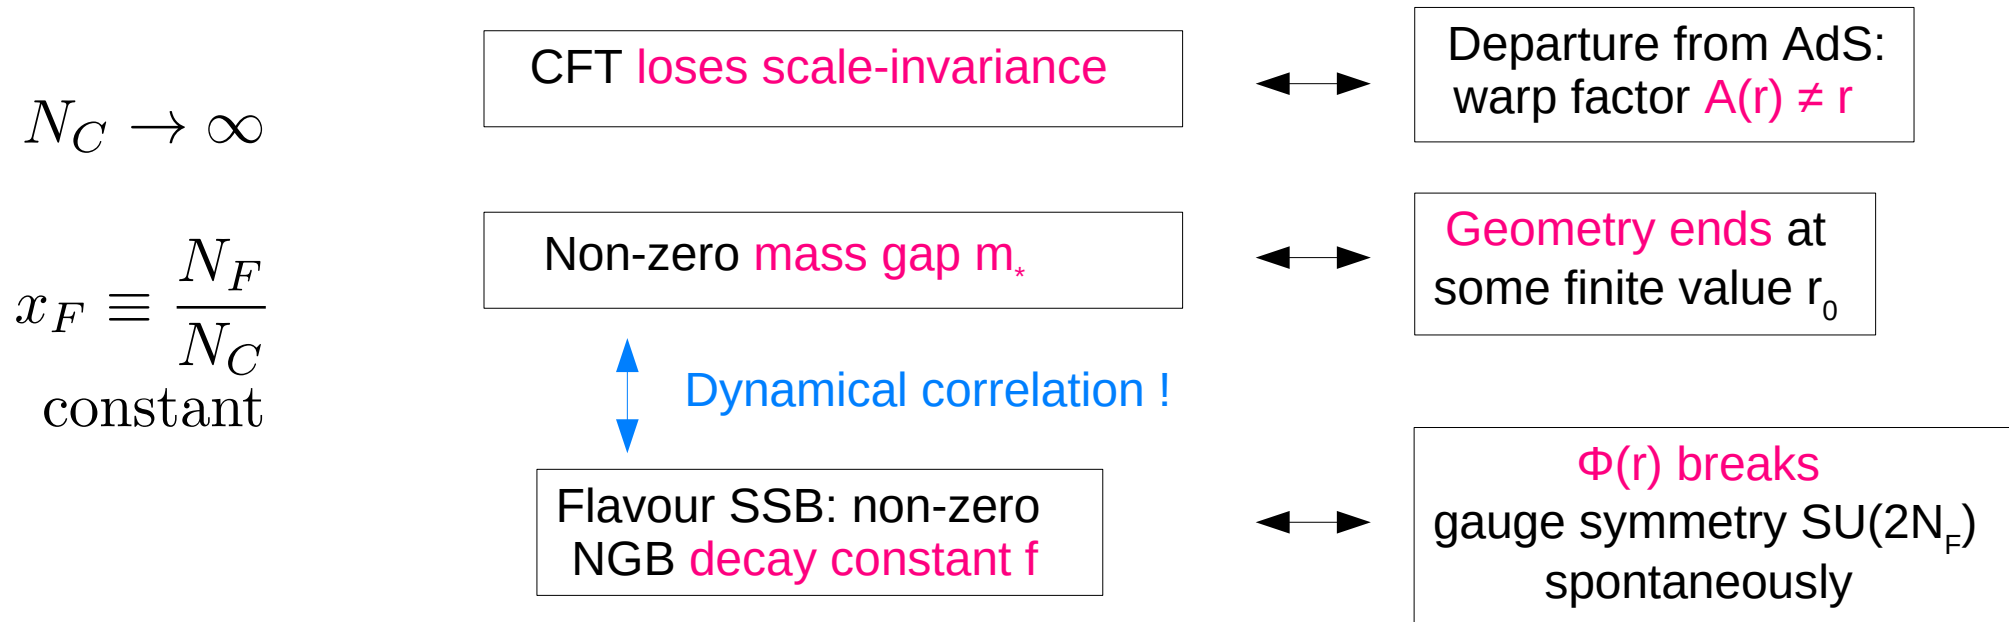 N_C → ∞
x_F ≡ N_F / N_C
constant
CFT loses scale-invariance
Departure from AdS:
warp factor A(r) ≠ r
Non-zero mass gap m_*
Geometry ends at
some finite value r_0
Dynamical correlation !
Flavour SSB: non-zero
NGB decay constant f
Φ(r) breaks
gauge symmetry SU(2N_F)
spontaneously